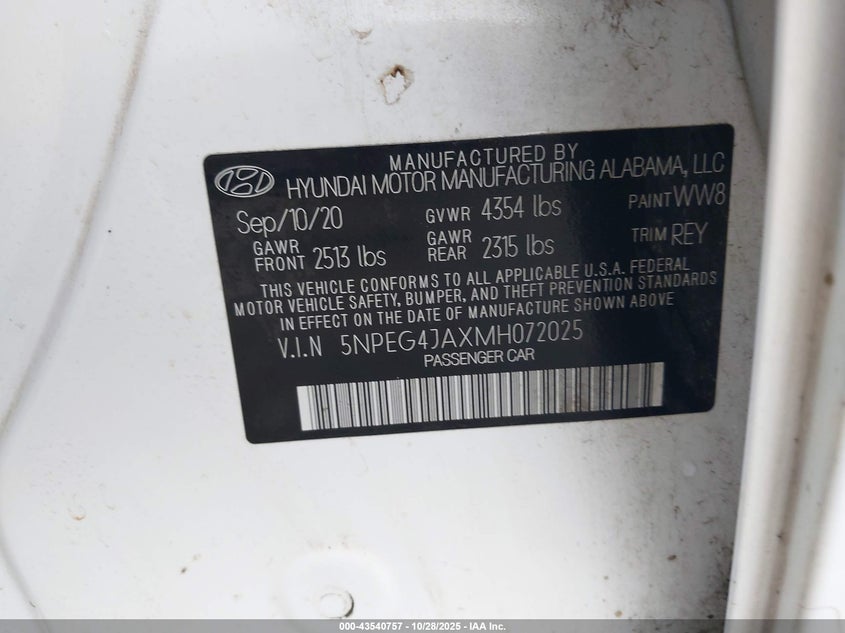 MANUFACTURED BY
HYUNDAI MOTOR MANUFACTURING ALABAMA, LLC
Sep/10/20 GVWR 4354 lbs PAINT WW8
GAWR FRONT 2513 lbs GAWR REAR 2315 lbs TRIM REY
THIS VEHICLE CONFORMS TO ALL APPLICABLE U.S.A. FEDERAL
MOTOR VEHICLE SAFETY, BUMPER, AND THEFT PREVENTION STANDARDS
IN EFFECT ON THE DATE OF MANUFACTURE SHOWN ABOVE
V.I.N 5NPEG4JAXMH072025
PASSENGER CAR
000-43540757 - 10/28/2025 - IAA Inc.